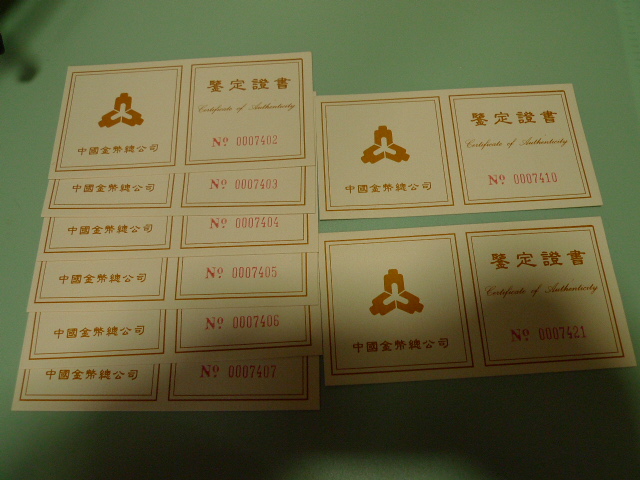 鑒定證書
Certificate of Authenticity
中國金幣總公司
Nº 0007402
中國金幣總公司
Nº 0007403
中國金幣總公司
Nº 0007404
中國金幣總公司
Nº 0007405
中國金幣總公司
Nº 0007406
中國金幣總公司
Nº 0007407
鑒定證書
Certificate of Authenticity
中國金幣總公司
Nº 0007410
鑒定證書
Certificate of Authenticity
中國金幣總公司
Nº 0007421